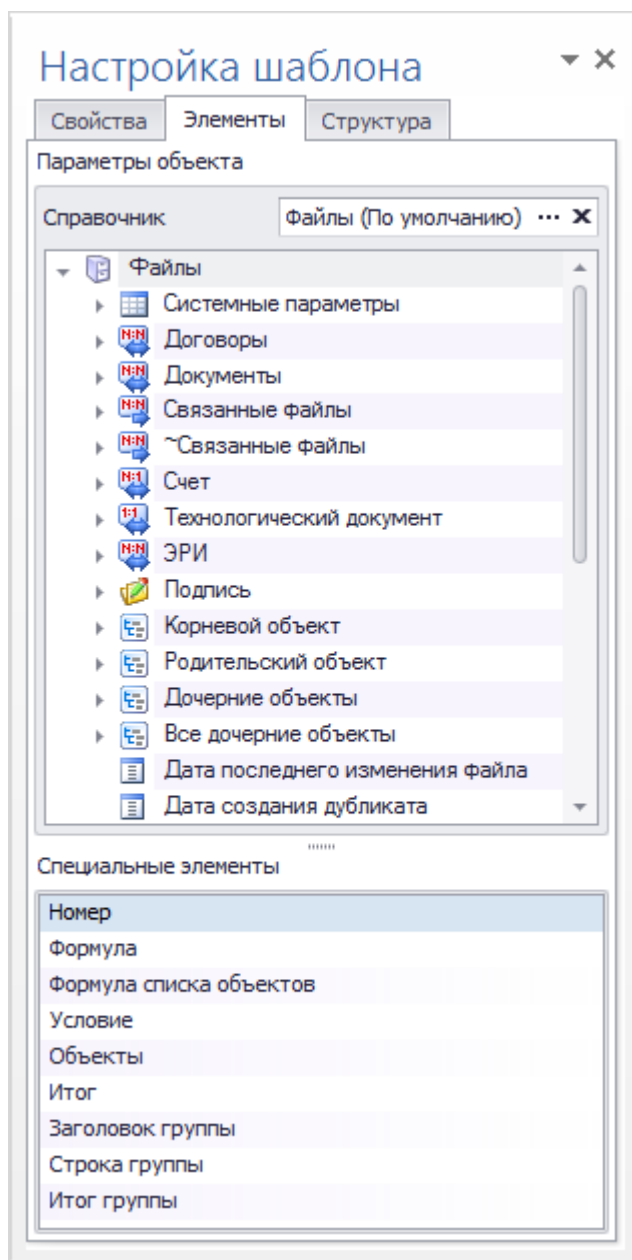 Настройка шаблона
Свойства Элементы Структура
Параметры объекта
Справочник Файлы (По умолчанию) ...
Файлы
Системные параметры
N:N Договоры
N:N Документы
N:N Связанные файлы
N:N ~Связанные файлы
N:1 Счет
1:1 Технологический документ
N:N ЭРИ
Подпись
Корневой объект
Родительский объект
Дочерние объекты
Все дочерние объекты
Дата последнего изменения файла
Дата создания дубликата
Специальные элементы
Номер
Формула
Формула списка объектов
Условие
Объекты
Итог
Заголовок группы
Строка группы
Итог группы